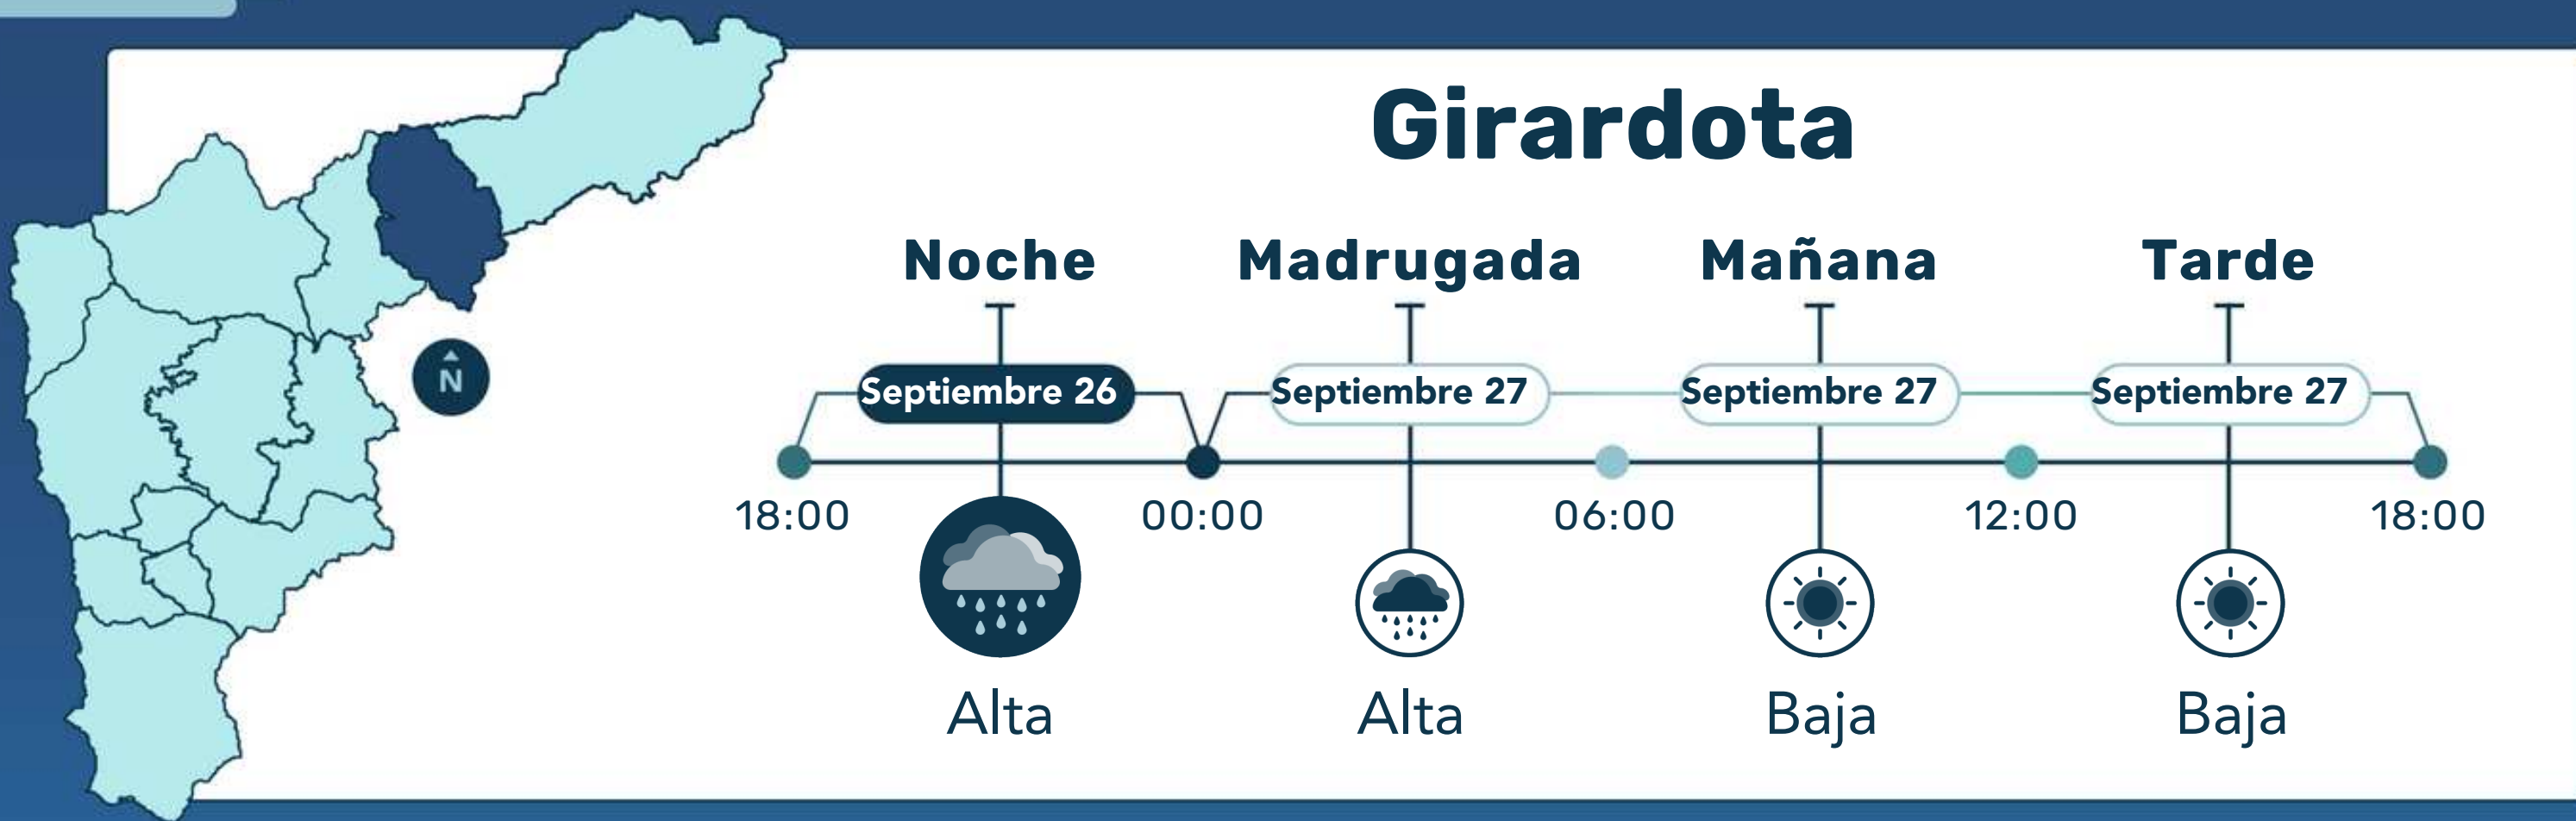 Girardota
Noche Madrugada Mañana Tarde
Septiembre 26 Septiembre 27 Septiembre 27 Septiembre 27
N
18:00 00:00 06:00 12:00 18:00
Alta Alta Baja Baja